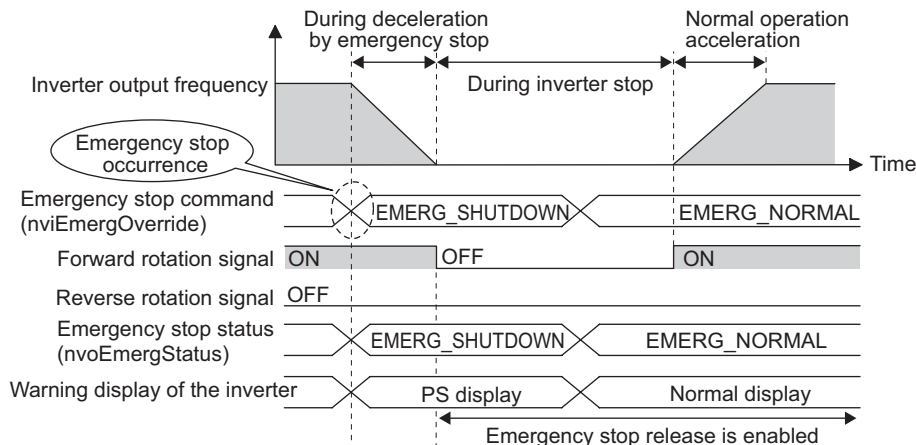 During deceleration
by emergency stop
Normal operation
acceleration
Inverter output frequency
During inverter stop
Emergency stop
occurrence
Time
Emergency stop command
(nviEmergOverride)
EMERG_SHUTDOWN
EMERG_NORMAL
Forward rotation signal
ON
OFF
ON
Reverse rotation signal
OFF
Emergency stop status
(nvoEmergStatus)
EMERG_SHUTDOWN
EMERG_NORMAL
Warning display of the inverter
PS display
Normal display
Emergency stop release is enabled